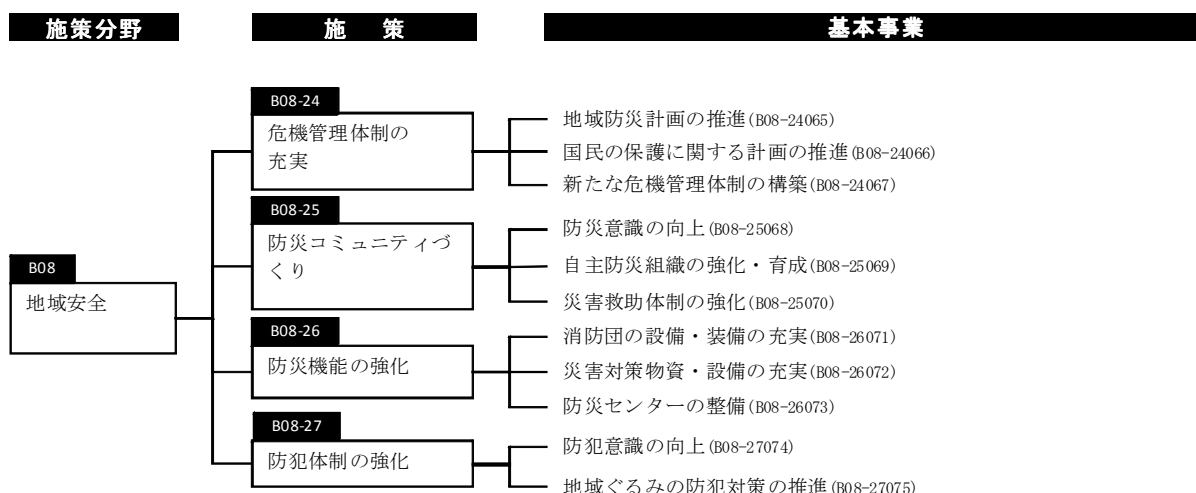 施策分野
施　策
基本事業
B08
地域安全
B08-24
危機管理体制の
充実
地域防災計画の推進(B08-24065)
国民の保護に関する計画の推進(B08-24066)
新たな危機管理体制の構築(B08-24067)
B08-25
防災コミュニティづ
くり
防災意識の向上(B08-25068)
自主防災組織の強化・育成(B08-25069)
災害救助体制の強化(B08-25070)
B08-26
防災機能の強化
消防団の設備・装備の充実(B08-26071)
災害対策物資・設備の充実(B08-26072)
防災センターの整備(B08-26073)
B08-27
防犯体制の強化
防犯意識の向上(B08-27074)
地域ぐるみの防犯対策の推進(B08-27075)